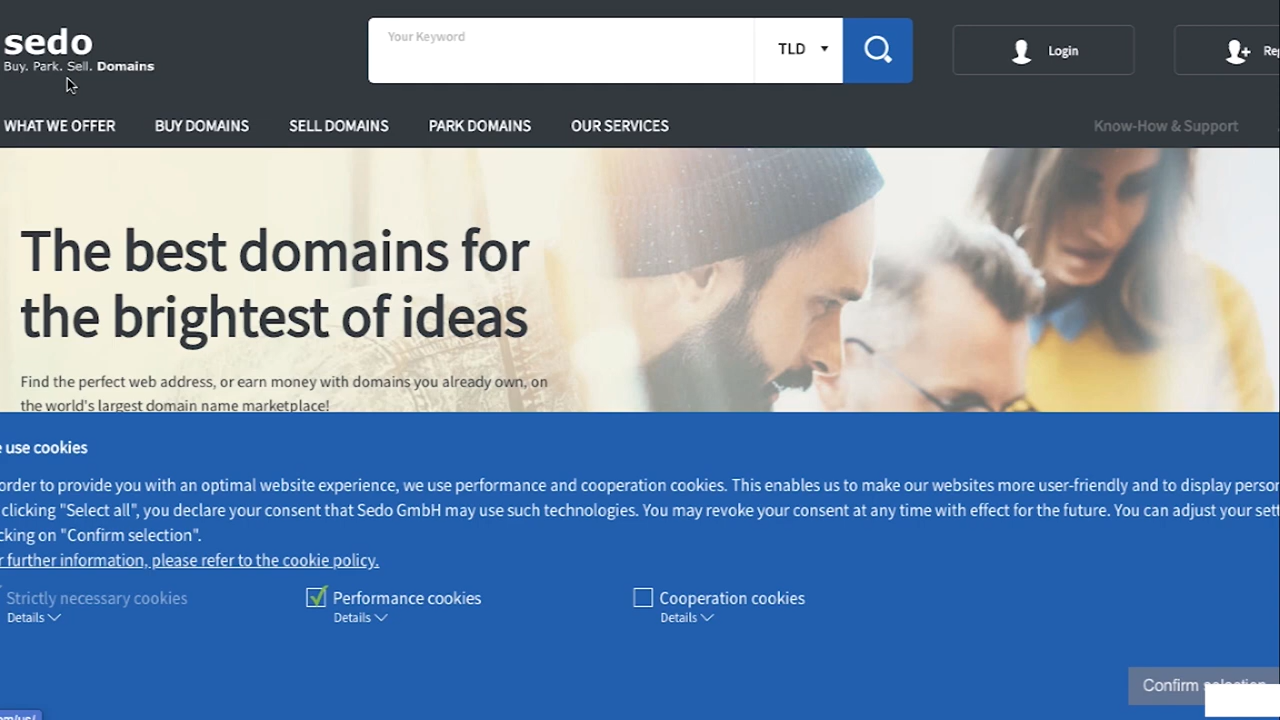 sedo
Buy. Park. Sell. Domains
Your Keyword
TLD
Login
WHAT WE OFFER
BUY DOMAINS
SELL DOMAINS
PARK DOMAINS
OUR SERVICES
Know-How & Support
The best domains for
the brightest of ideas
Find the perfect web address, or earn money with domains you already own, on
the world's largest domain name marketplace!
use cookies
order to provide you with an optimal website experience, we use performance and cooperation cookies. This enables us to make our websites more user-friendly and to display
clicking "Select all", you declare your consent that Sedo GmbH may use such technologies. You may revoke your consent at any time with effect for the future. You can adjust your
"Confirm selection".
further information, please refer to the cookie policy.
Strictly necessary cookies
Performance cookies
Cooperation cookies
Details
Details
Details
Confirm